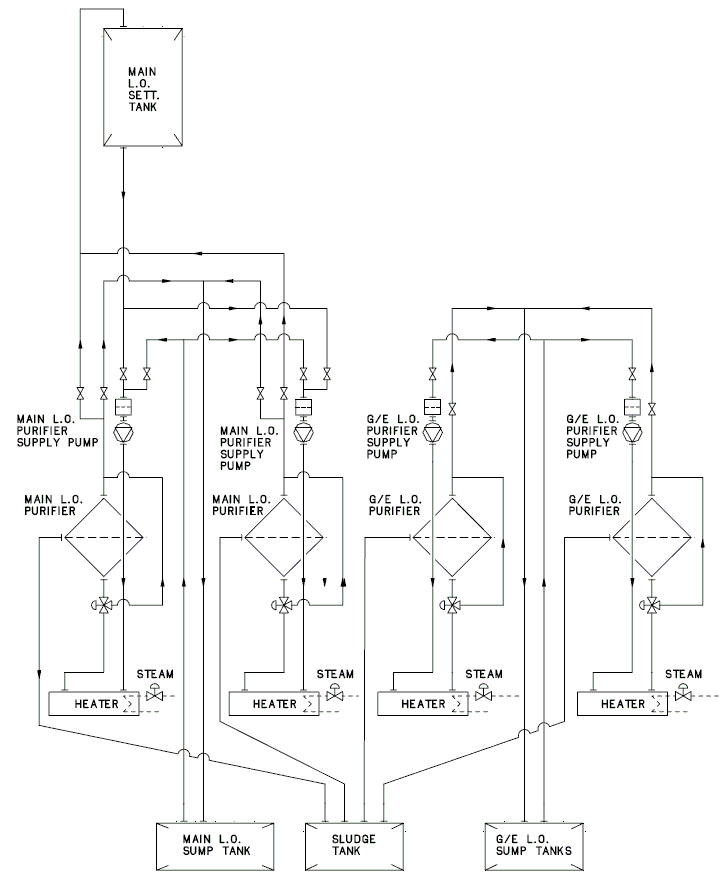 MAIN
L.O.
SETT.
TANK
MAIN L.O.
PURIFIER
SUPPLY PUMP
MAIN L.O.
PURIFIER
SUPPLY
PUMP
G/E L.O.
PURIFIER
SUPPLY
PUMP
G/E L.O.
PURIFIER
SUPPLY
PUMP
MAIN L.O.
PURIFIER
MAIN L.O.
PURIFIER
G/E L.O.
PURIFIER
G/E L.O.
PURIFIER
STEAM
HEATER
STEAM
HEATER
STEAM
HEATER
STEAM
HEATER
MAIN L.O.
SUMP TANK
SLUDGE
TANK
G/E L.O.
SUMP TANKS